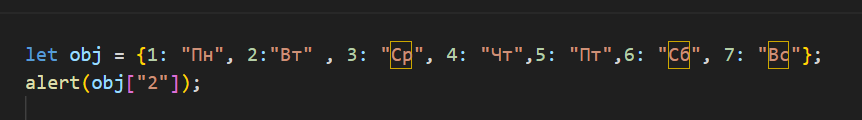 let obj = {1: "Пн", 2:"Вт" , 3: "Ср", 4: "Чт",5: "Пт",6: "Сб", 7: "Вс"};
alert(obj["2"]);